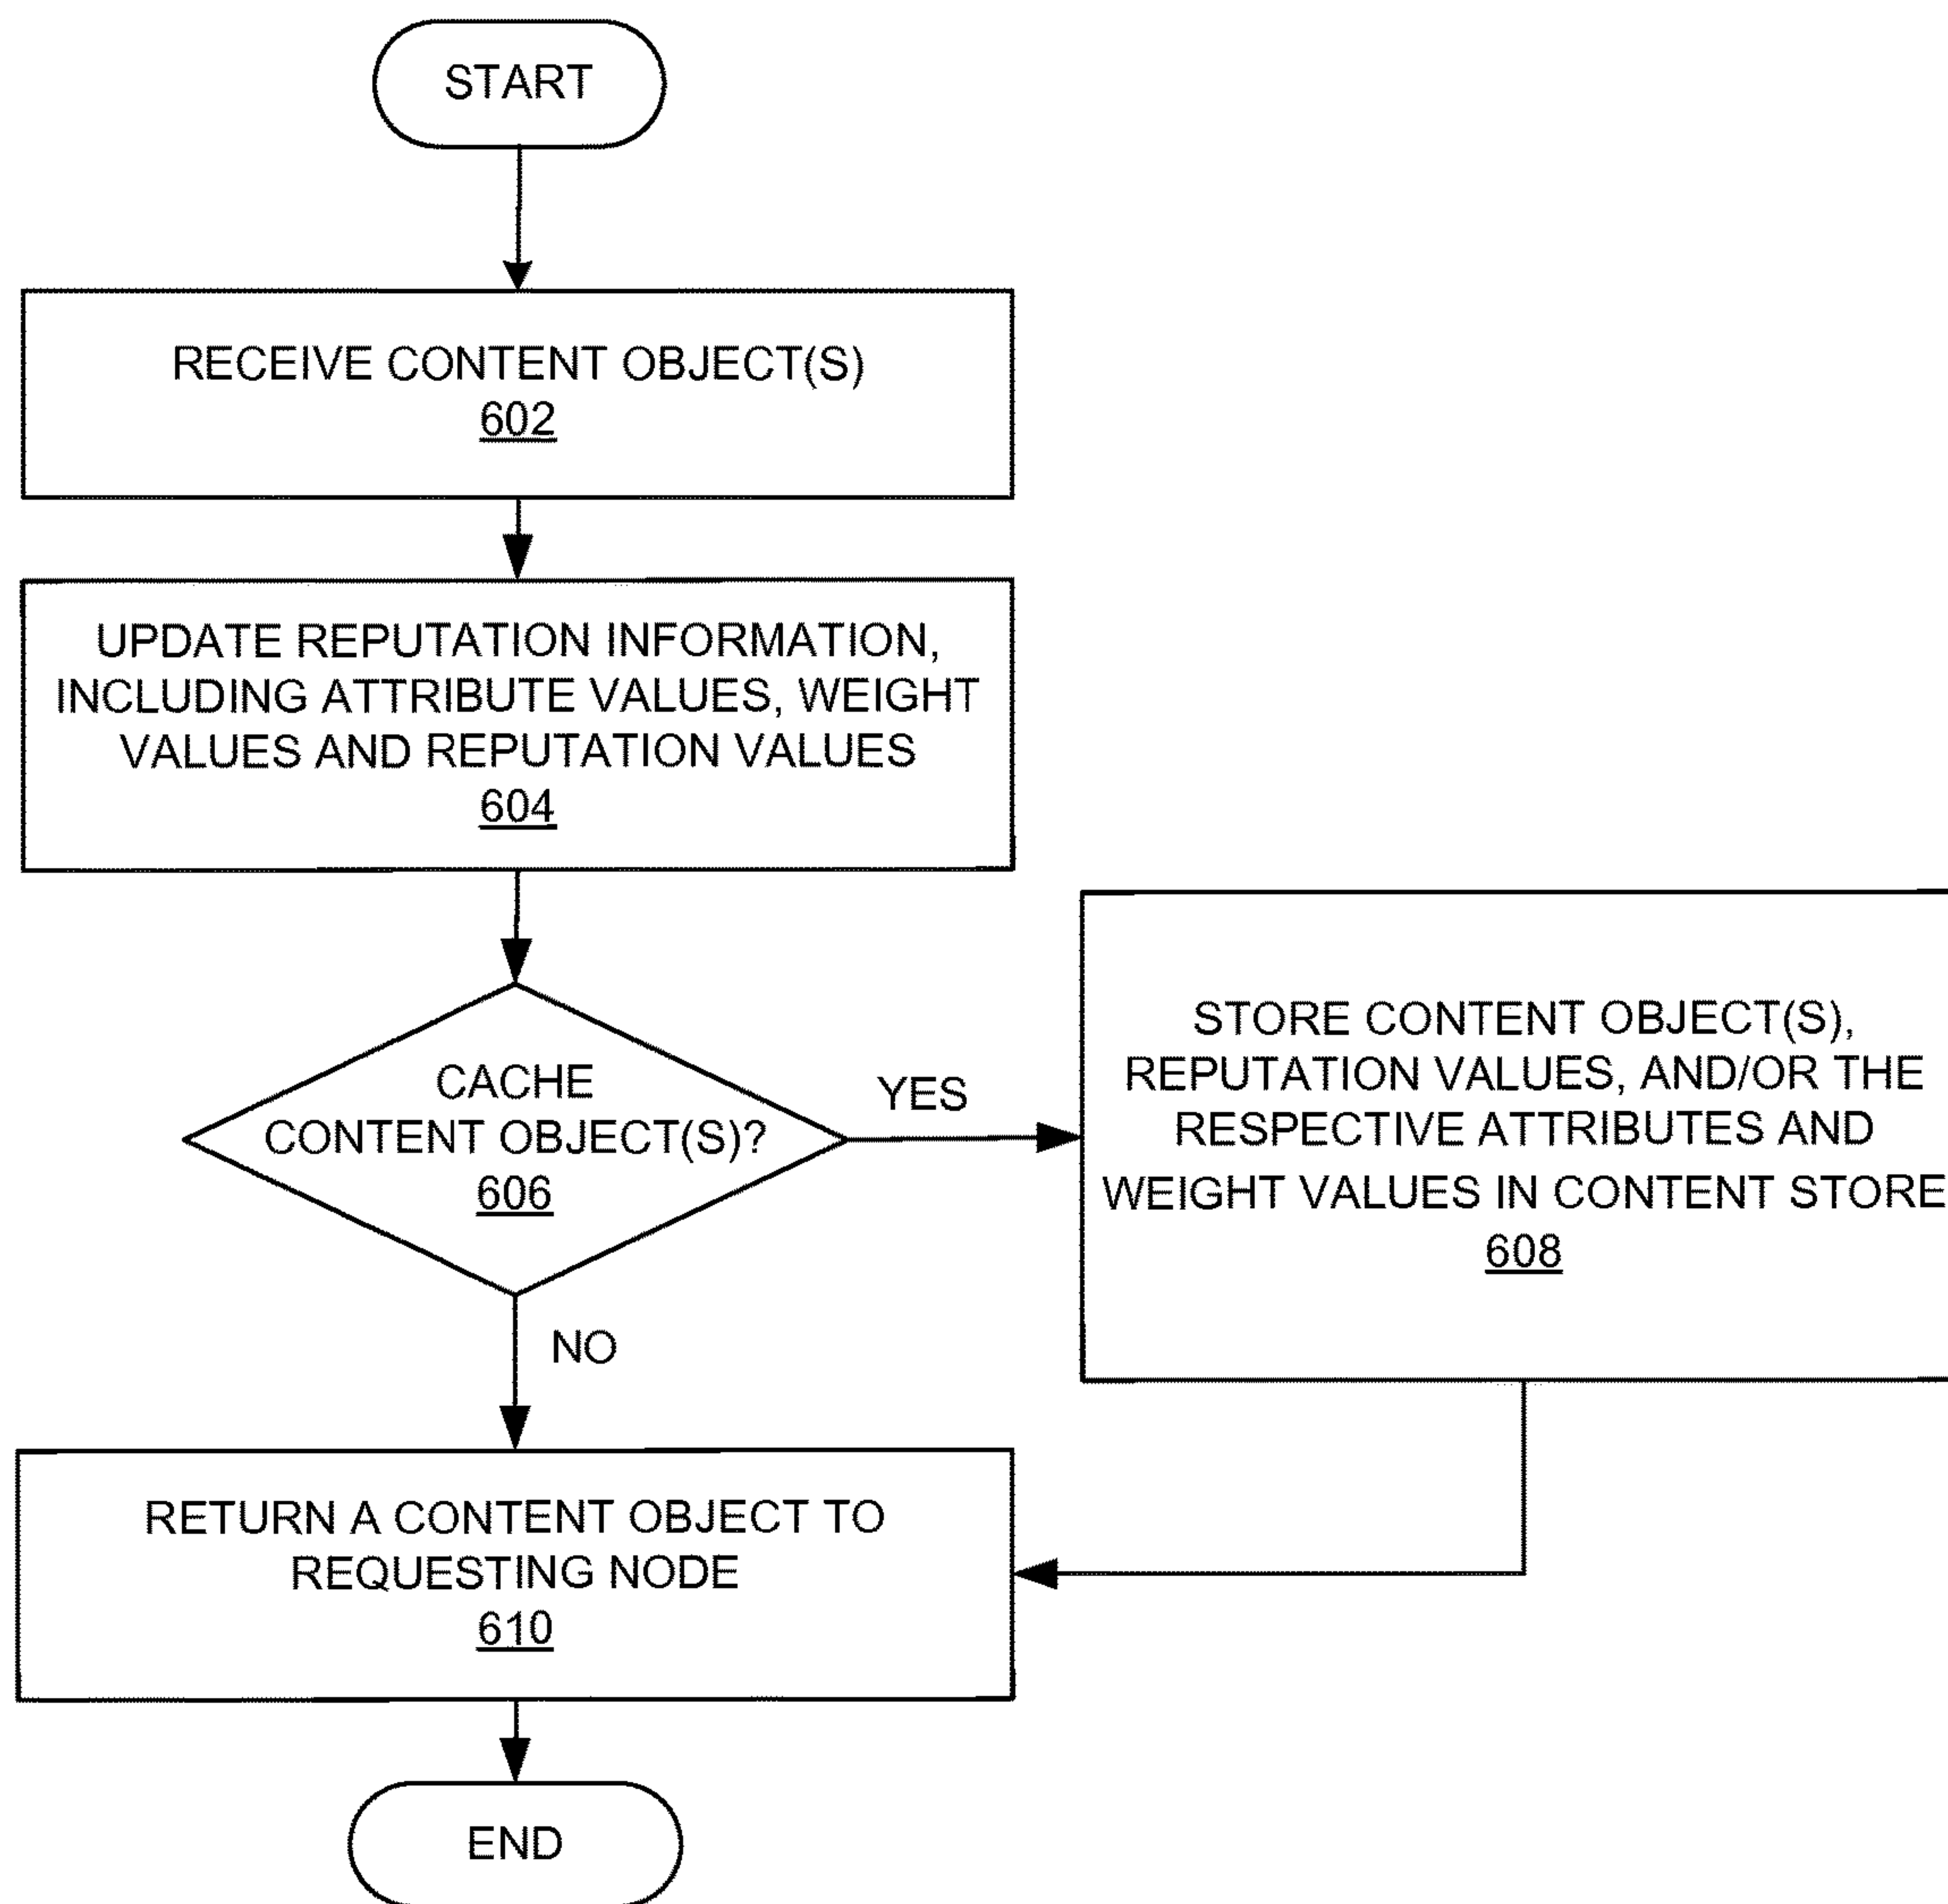 START
RECEIVE CONTENT OBJECT(S)
602
UPDATE REPUTATION INFORMATION,
INCLUDING ATTRIBUTE VALUES, WEIGHT
VALUES AND REPUTATION VALUES
604
CACHE
CONTENT OBJECT(S)?
606
YES
STORE CONTENT OBJECT(S),
REPUTATION VALUES, AND/OR THE
RESPECTIVE ATTRIBUTES AND
WEIGHT VALUES IN CONTENT STORE
608
NO
RETURN A CONTENT OBJECT TO
REQUESTING NODE
610
END